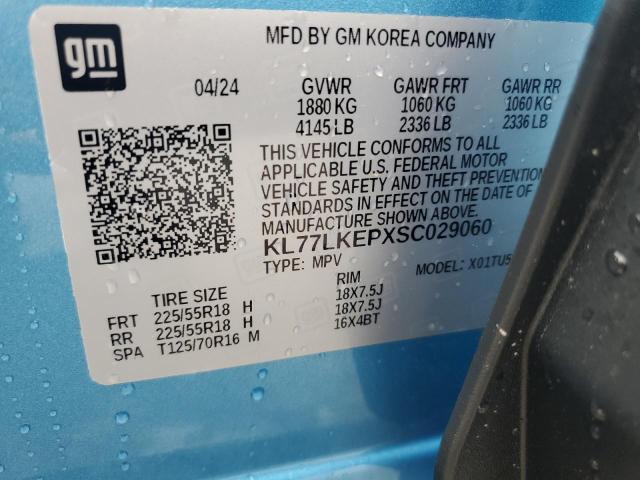 gm
MFD BY GM KOREA COMPANY
04/24 GVWR GAWR FRT GAWR RR
1880 KG 1060 KG 1060 KG
4145 LB 2336 LB 2336 LB
THIS VEHICLE CONFORMS TO ALL
APPLICABLE U.S. FEDERAL MOTOR
VEHICLE SAFETY AND THEFT PREVENTION
STANDARDS IN EFFECT ON THE DATE OF
MANUFACTURE SHOWN ABOVE.
KL77LKEPXSC029060
TYPE: MPV MODEL: X01TU5
TIRE SIZE RIM
FRT 225/55R18 H 18X7.5J
RR 225/55R18 H 18X7.5J
SPA T125/70R16 M 16X4BT